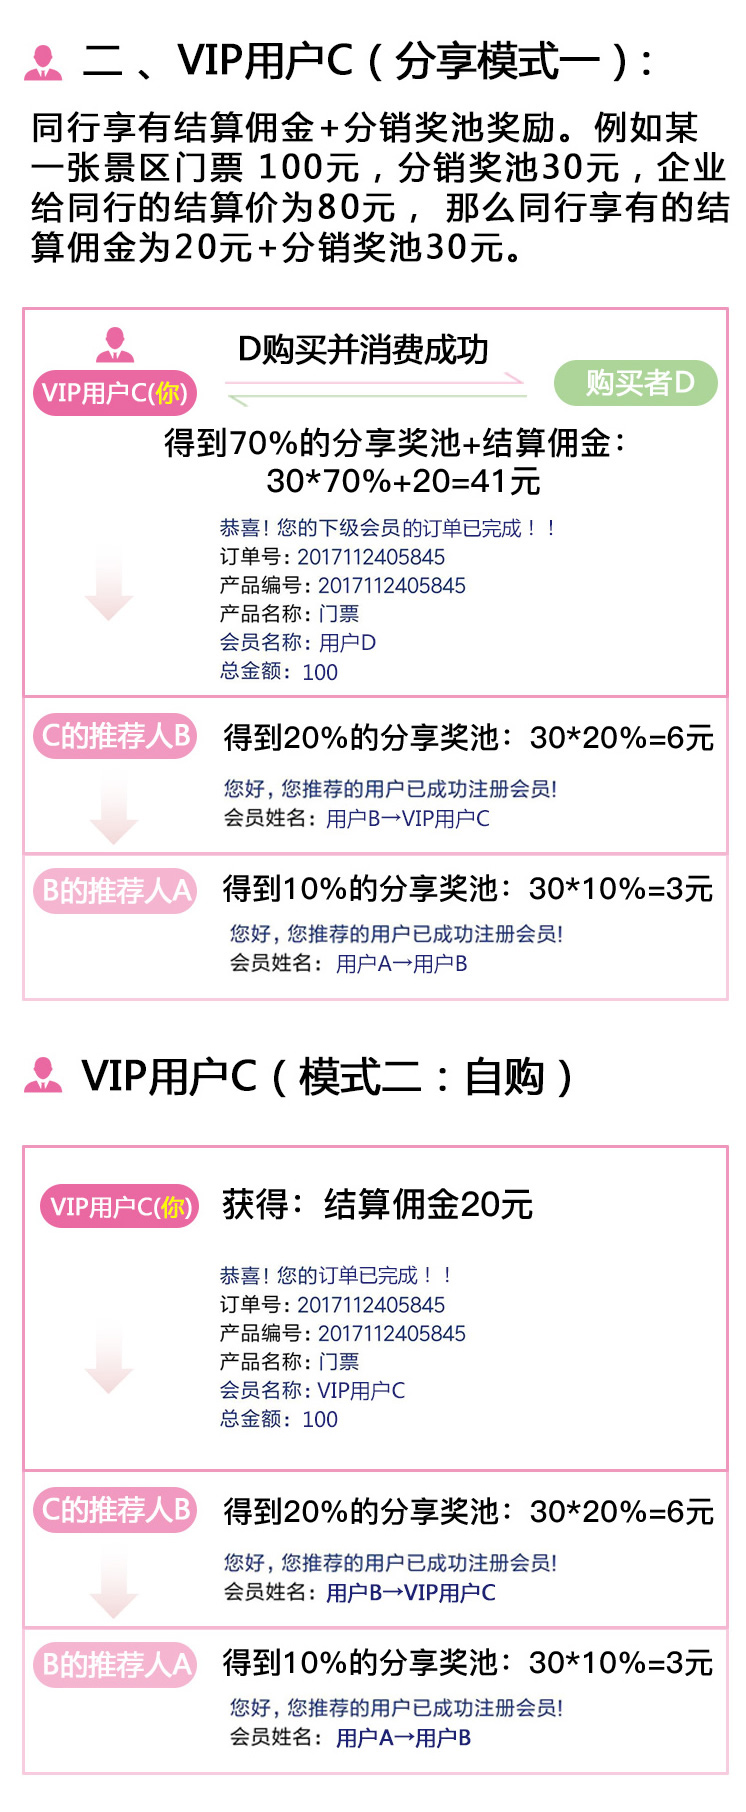 二、VIP用户C（分享模式一）：
同行享有结算佣金+分销奖池奖励。例如某
一张景区门票 100元，分销奖池30元，企业
给同行的结算价为80元， 那么同行享有的结
算佣金为20元+分销奖池30元。
D购买并消费成功
VIP用户C(你)
购买者D
得到70%的分享奖池+结算佣金：
30*70%+20=41元
恭喜！您的下级会员的订单已完成！！
订单号：2017112405845
产品编号：2017112405845
产品名称：门票
会员名称：用户D
总金额：100
C的推荐人B
得到20%的分享奖池：30*20%=6元
您好，您推荐的用户已成功注册会员!
会员姓名：用户B→VIP用户C
B的推荐人A
得到10%的分享奖池：30*10%=3元
您好，您推荐的用户已成功注册会员!
会员姓名：用户A→用户B
VIP用户C（模式二：自购）
VIP用户C(你)
获得：结算佣金20元
恭喜！您的订单已完成！！
订单号：2017112405845
产品编号：2017112405845
产品名称：门票
会员名称：VIP用户C
总金额：100
C的推荐人B
得到20%的分享奖池：30*20%=6元
您好，您推荐的用户已成功注册会员!
会员姓名：用户B→VIP用户C
B的推荐人A
得到10%的分享奖池：30*10%=3元
您好，您推荐的用户已成功注册会员!
会员姓名：用户A→用户B